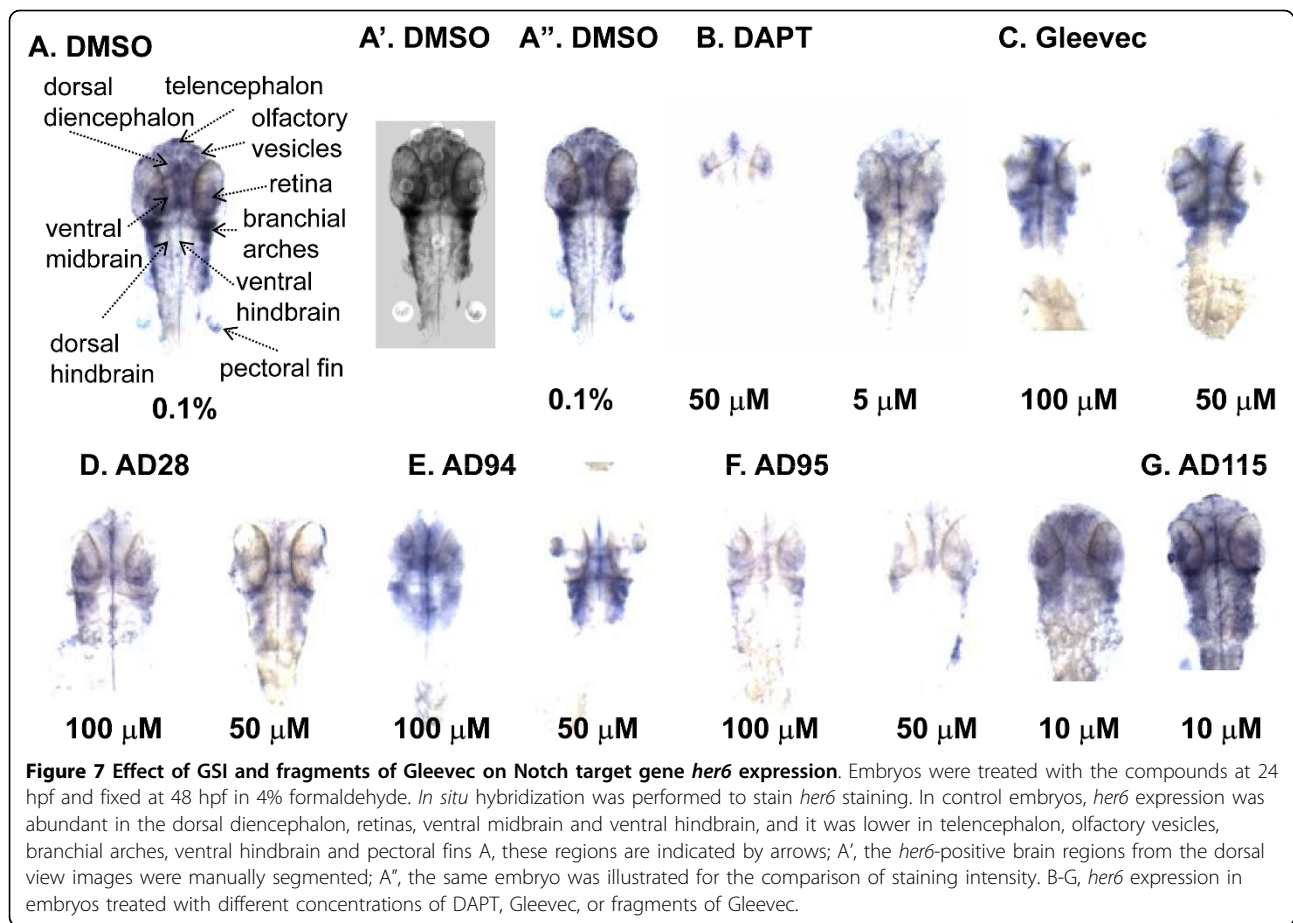 A. DMSO
A'. DMSO
A''. DMSO
B. DAPT
C. Gleevec
dorsal
diencephalon
telencephalon
olfactory
vesicles
retina
ventral
midbrain
branchial
arches
ventral
hindbrain
dorsal
hindbrain
pectoral fin
0.1%
0.1%
50 μM
5 μM
100 μM
50 μM
D. AD28
E. AD94
F. AD95
G. AD115
100 μM
50 μM
100 μM
50 μM
100 μM
50 μM
10 μM
10 μM
Figure 7 Effect of GSI and fragments of Gleevec on Notch target gene her6 expression. Embryos were treated with the compounds at 24
hpf and fixed at 48 hpf in 4% formaldehyde. In situ hybridization was performed to stain her6 staining. In control embryos, her6 expression was
abundant in the dorsal diencephalon, retinas, ventral midbrain and ventral hindbrain, and it was lower in telencephalon, olfactory vesicles,
branchial arches, ventral hindbrain and pectoral fins A, these regions are indicated by arrows; A', the her6-positive brain regions from the dorsal
view images were manually segmented; A'', the same embryo was illustrated for the comparison of staining intensity. B-G, her6 expression in
embryos treated with different concentrations of DAPT, Gleevec, or fragments of Gleevec.